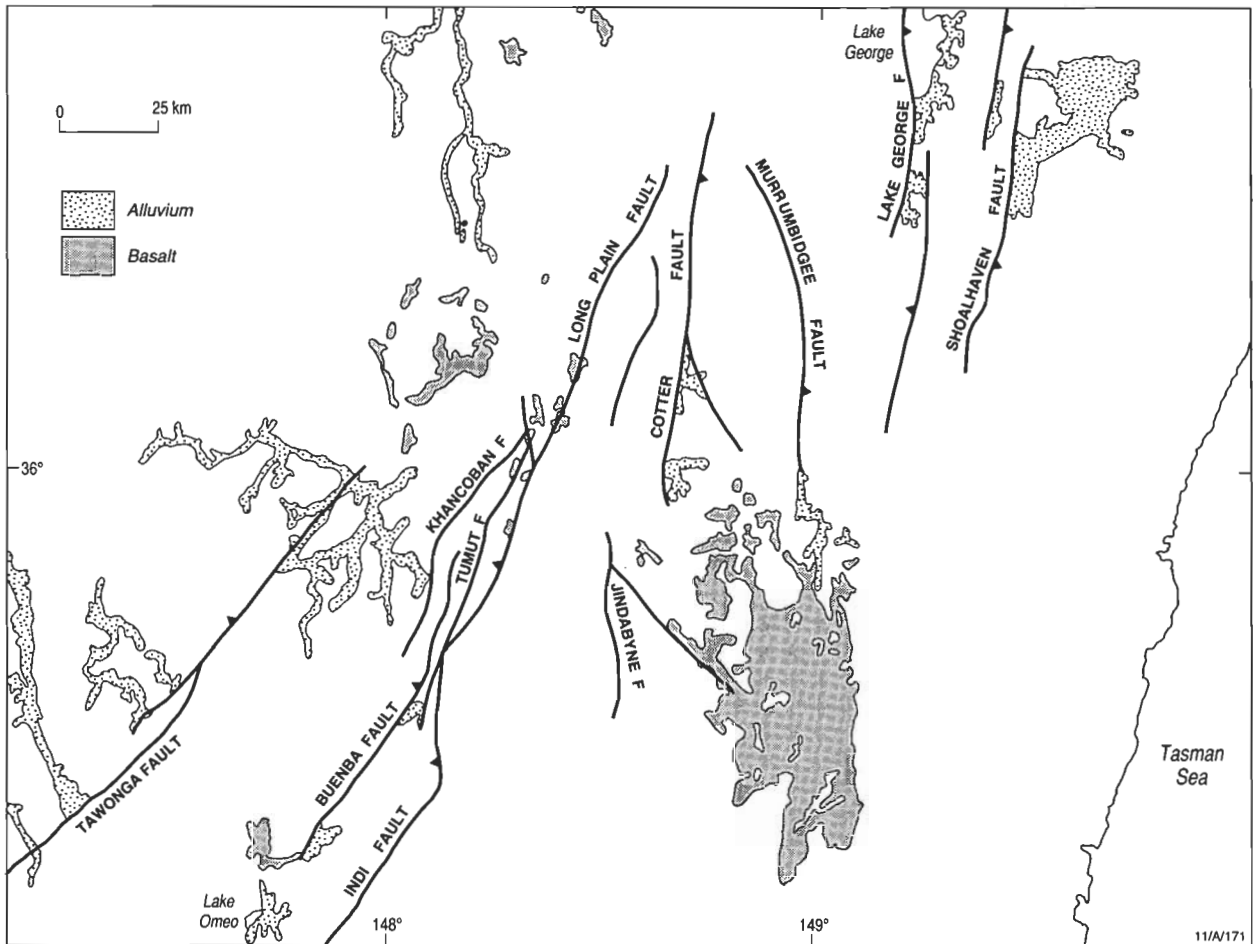 Lake
George
0 25 km
Alluvium
Basalt
LAKE GEORGE F
SHOALHAVEN FAULT
MURRUMBIDGEE FAULT
LONG PLAIN FAULT
COTTER FAULT
36°
KHANCOBAN F
TUMUT F
JINDABYNE F
TAWONGA FAULT
BUENBA FAULT
INDI FAULT
Tasman
Sea
Lake
Omeo
148°
149°
11/A/171